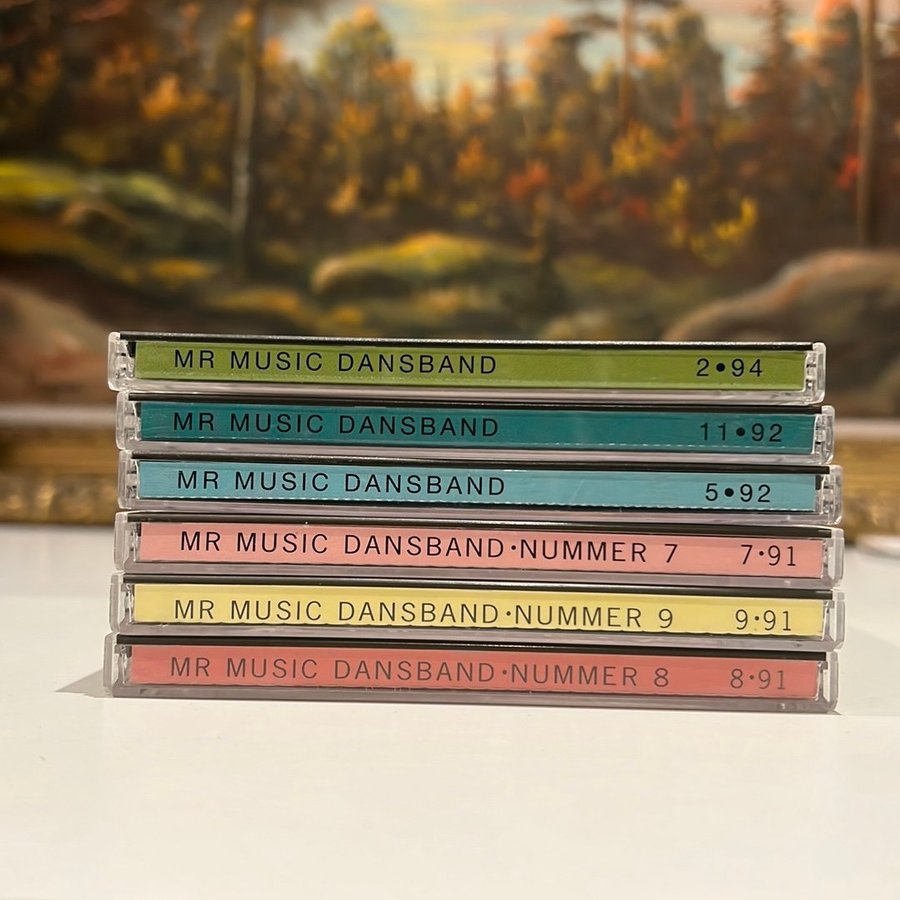 MR MUSIC DANSBAND 2•94
MR MUSIC DANSBAND 11•92
MR MUSIC DANSBAND 5•92
MR MUSIC DANSBAND·NUMMER 7 7·91
MR MUSIC DANSBAND·NUMMER 9 9·91
MR MUSIC DANSBAND·NUMMER 8 8·91